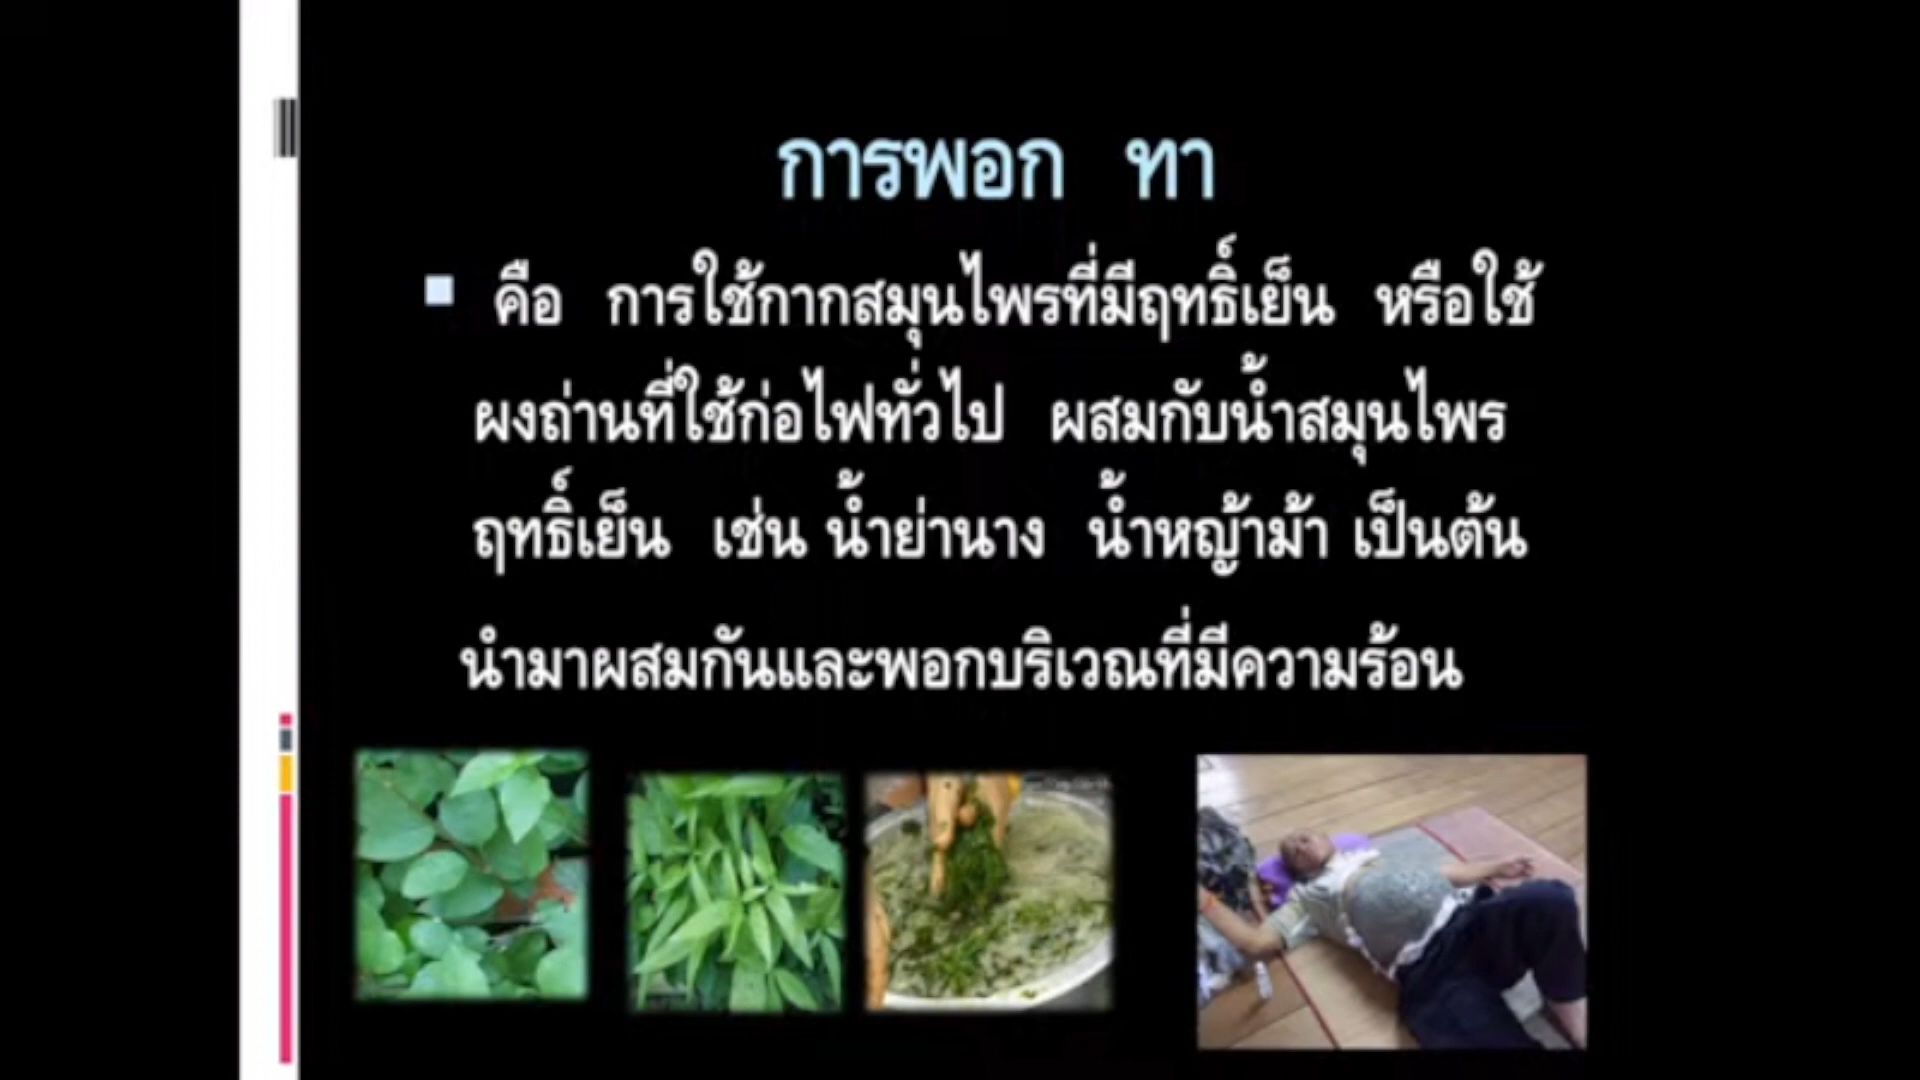 การพอก ทา
คือ การใช้กากสมุนไพรที่มีฤทธิ์เย็น หรือใช้
ผงถ่านที่ใช้ก่อไฟทั่วไป ผสมกับน้ำสมุนไพร
ฤทธิ์เย็น เช่น น้ำย่านาง น้ำหญ้าม้า เป็นต้น
นำมาผสมกันและพอกบริเวณที่มีความร้อน